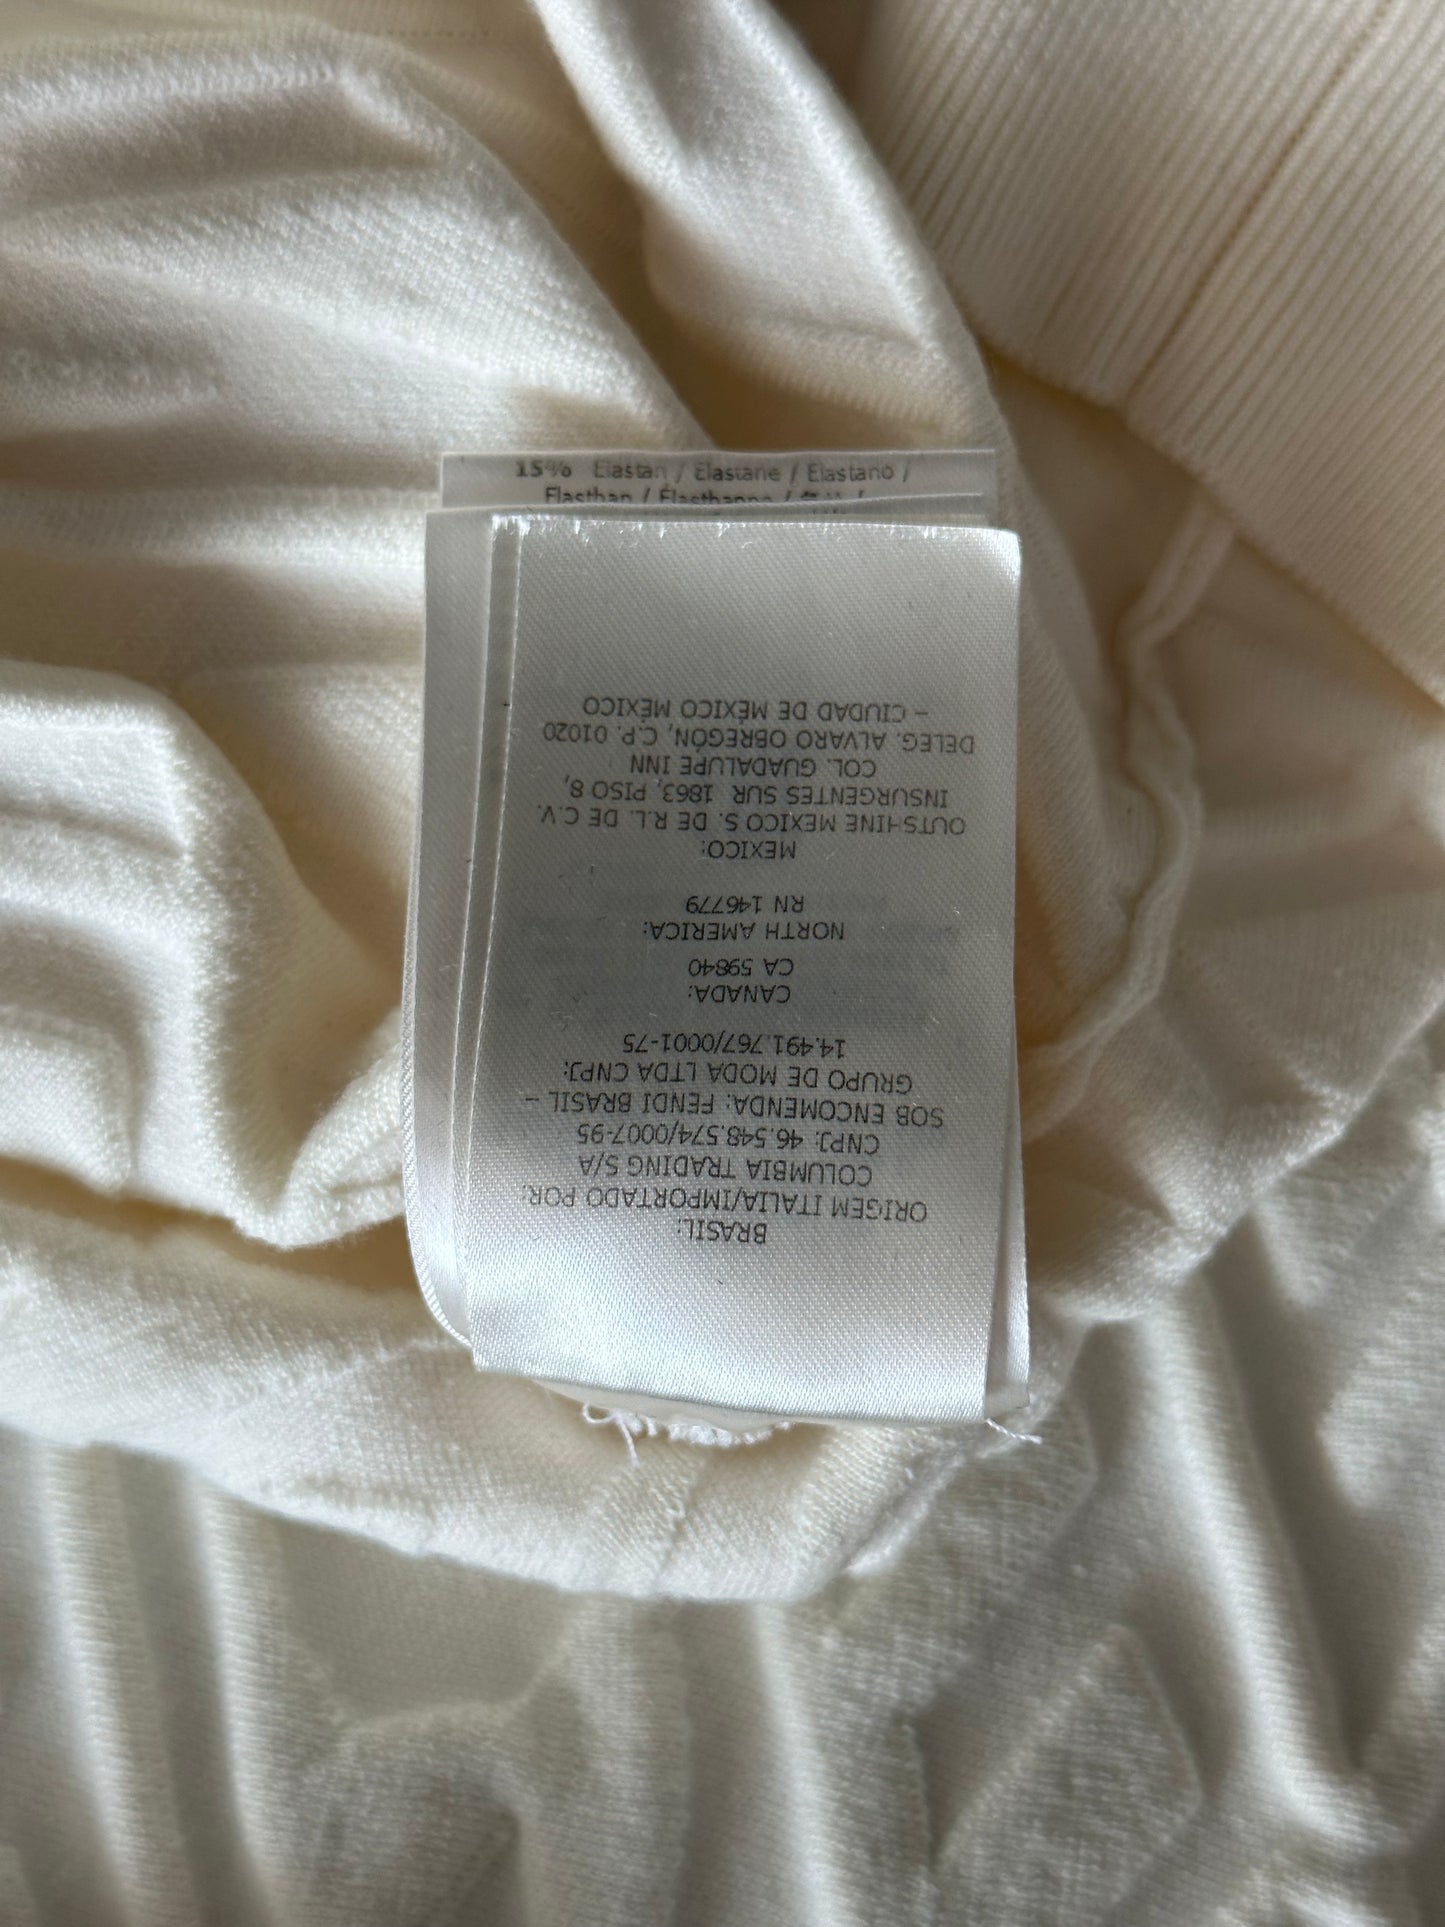 15% Elastan / Élastane / Elastano /
Elasthan / Élasthanne /
BRASIL:
ORIGEM ITALIA/IMPORTADO POR:
COLUMBIA TRADING S/A
CNPJ: 46.548.574/0007-95
SOB ENCOMENDA: FENDI BRASIL –
GRUPO DE MODA LTDA CNPJ:
14.491.767/0001-75
CANADA:
CA 59840
NORTH AMERICA:
RN 146779
MEXICO:
OUTSHINE MEXICO S. DE R.L. DE C.V.
INSURGENTES SUR 1863, PISO 8,
COL. GUADALUPE INN
DELEG. ALVARO OBREGÓN, C.P. 01020
– CIUDAD DE MÉXICO MÉXICO